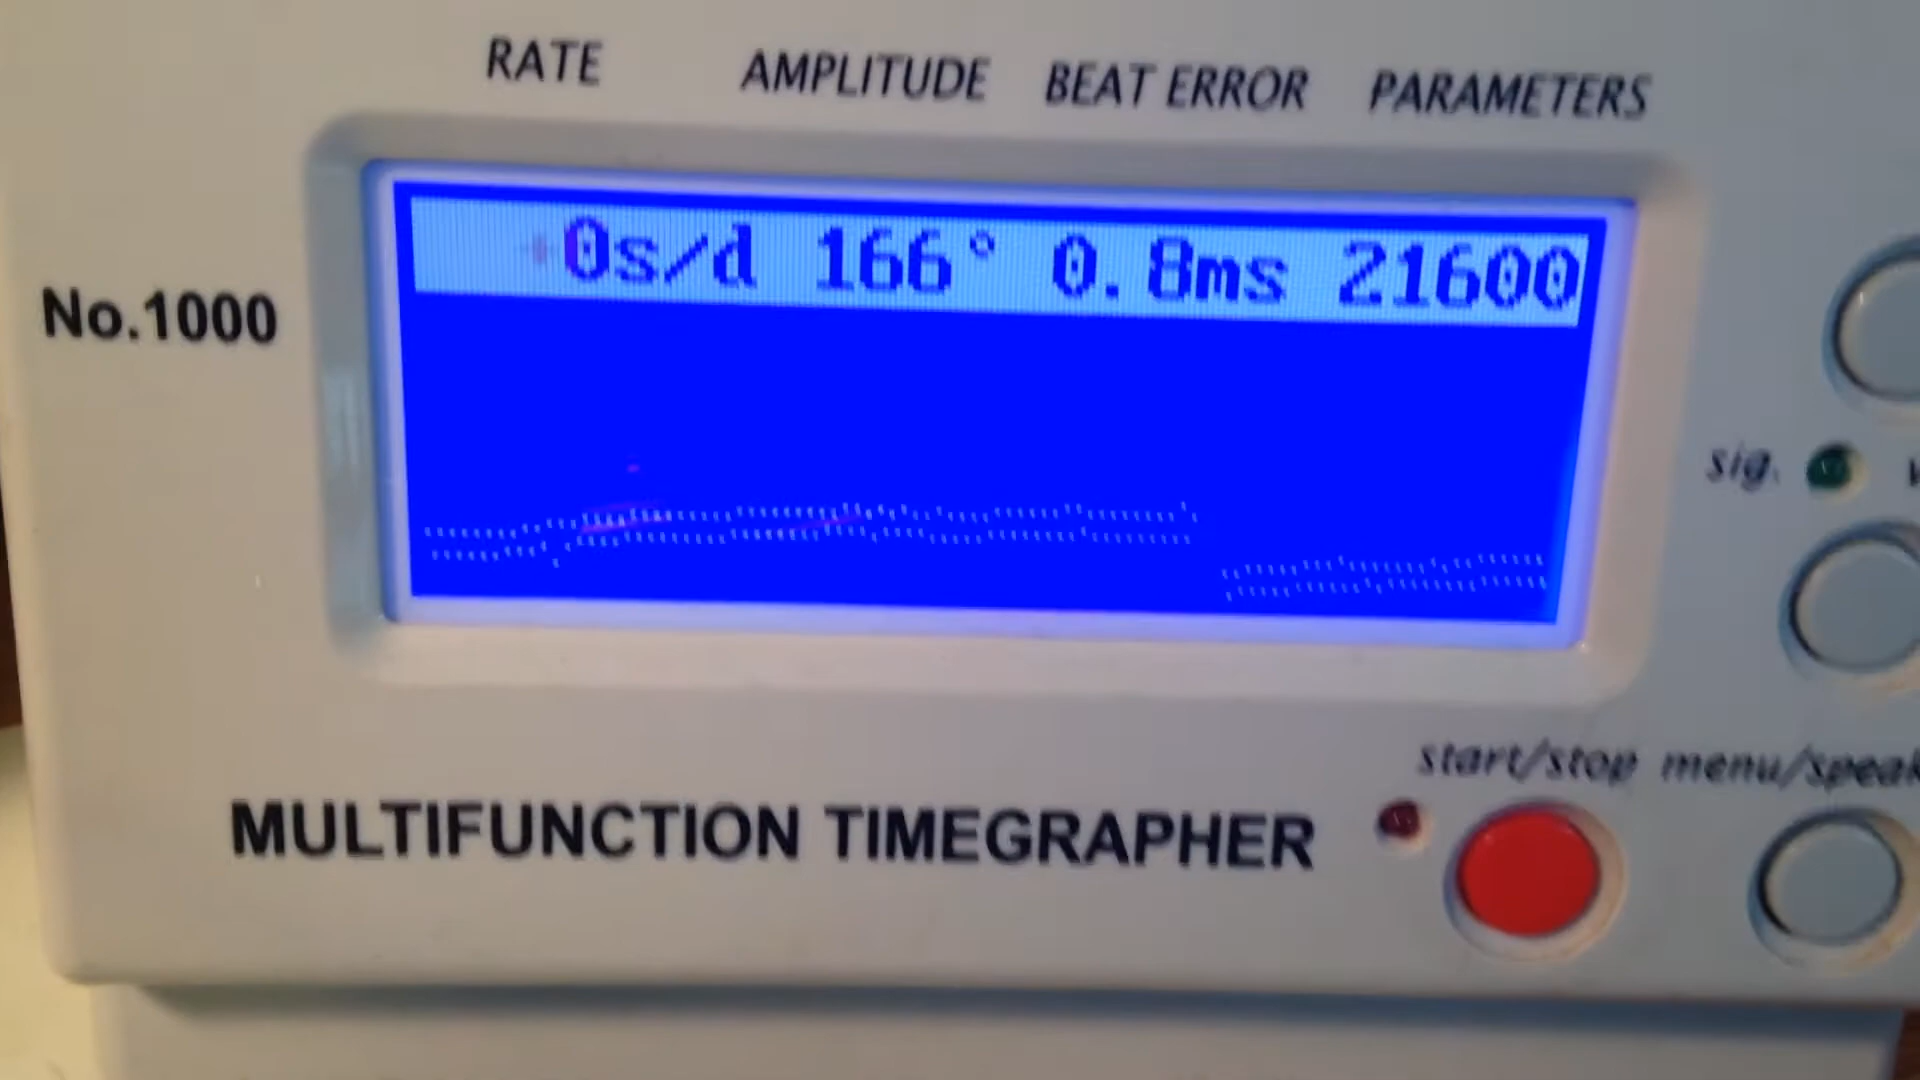 RATE AMPLITUDE BEAT ERROR PARAMETERS
+0s/d 166° 0.8ms 21600
No.1000
sig.
start/stop menu/speak
MULTIFUNCTION TIMEGRAPHER